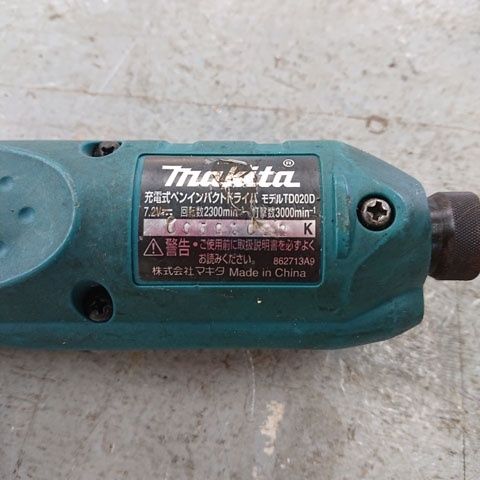 makita®
充電式ペンインパクトドライバ モデルTD020D
7.2V 回転数2300min⁻¹ 打撃数3000min⁻¹
K
⚠警告 • ご使用前に取扱説明書を必ずよく
お読みください。 862713A9
株式会社マキタ Made in China